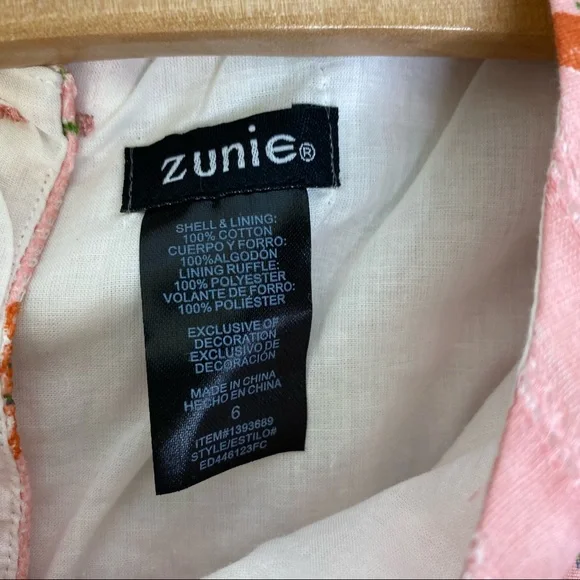 zunie®
SHELL & LINING:
100% COTTON
CUERPO Y FORRO:
100%ALGODÓN
LINING RUFFLE:
100% POLYESTER
VOLANTE DE FORRO:
100% POLIÉSTER
EXCLUSIVE OF
DECORATION
EXCLUSIVO DE
DECORACIÓN
MADE IN CHINA
HECHO EN CHINA
6
ITEM#1393689
STYLE/ESTILO#
ED446123FC